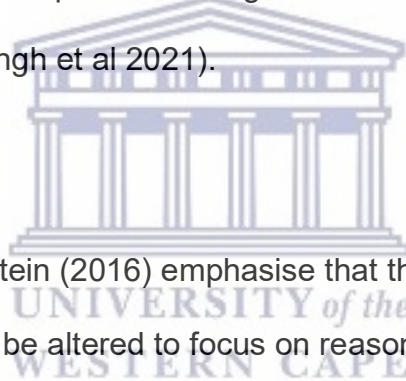 ngh et al 2021).
tein (2016) emphasise that th
UNIVERSITY of the
be altered to focus on reason
WESTERN CAPE